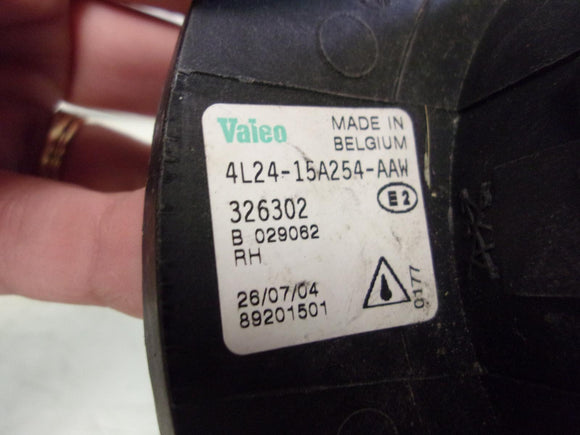 Valeo MADE IN
BELGIUM
4L24-15A254-AAW
326302 E2
B 029062
RH
26/07/04
89201501
0177